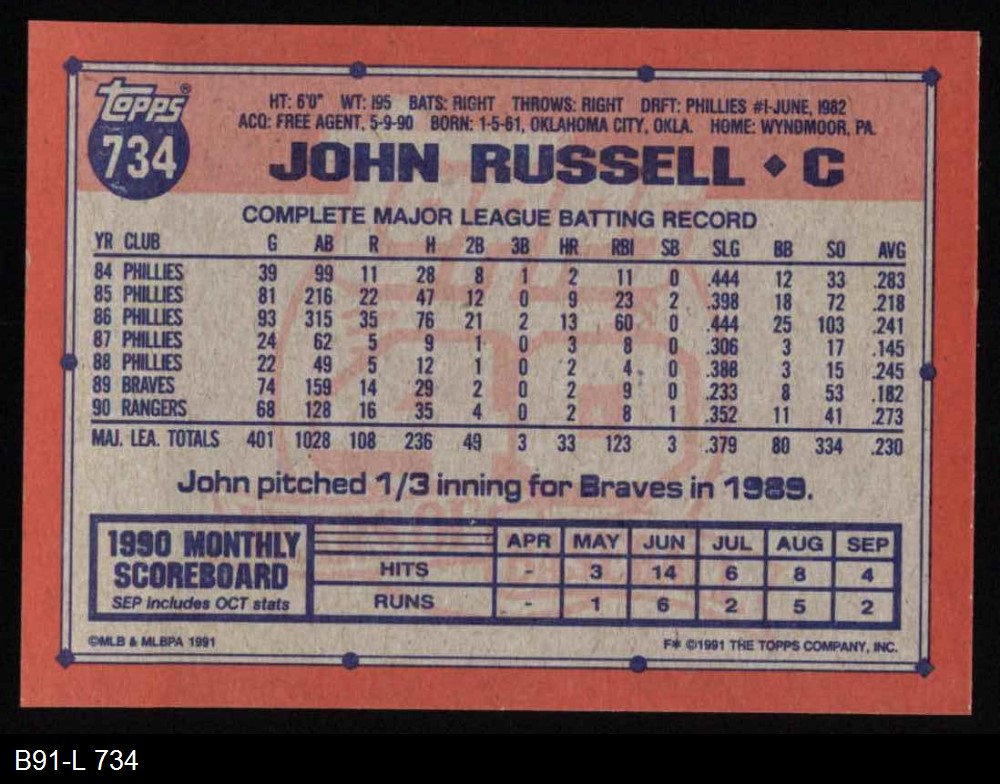 topps®
734
HT: 6'0" WT: 195 BATS: RIGHT THROWS: RIGHT DRFT: PHILLIES #1-JUNE, 1982
ACQ: FREE AGENT, 5-9-90 BORN: 1-5-61, OKLAHOMA CITY, OKLA. HOME: WYNDMOOR, PA.
JOHN RUSSELL ♦ C
COMPLETE MAJOR LEAGUE BATTING RECORD
YR CLUB G AB R H 2B 3B HR RBI SB SLG BB SO AVG
84 PHILLIES 39 99 11 28 8 1 2 11 0 .444 12 33 .283
85 PHILLIES 81 216 22 47 12 0 9 23 2 .398 18 72 .218
86 PHILLIES 93 315 35 76 21 2 13 60 0 .444 25 103 .241
87 PHILLIES 24 62 5 9 1 0 3 8 0 .306 3 17 .145
88 PHILLIES 22 49 5 12 1 0 2 4 0 .388 3 15 .245
89 BRAVES 74 159 14 29 2 0 2 9 0 .233 8 53 .182
90 RANGERS 68 128 16 35 4 0 2 8 1 .352 11 41 .273
MAJ. LEA. TOTALS 401 1028 108 236 49 3 33 123 3 .379 80 334 .230
John pitched 1/3 inning for Braves in 1989.
1990 MONTHLY SCOREBOARD
SEP includes OCT stats
APR MAY JUN JUL AUG SEP
HITS - 3 14 6 8 4
RUNS - 1 6 2 5 2
©MLB & MLBPA 1991
F* ©1991 THE TOPPS COMPANY, INC.
B91-L 734